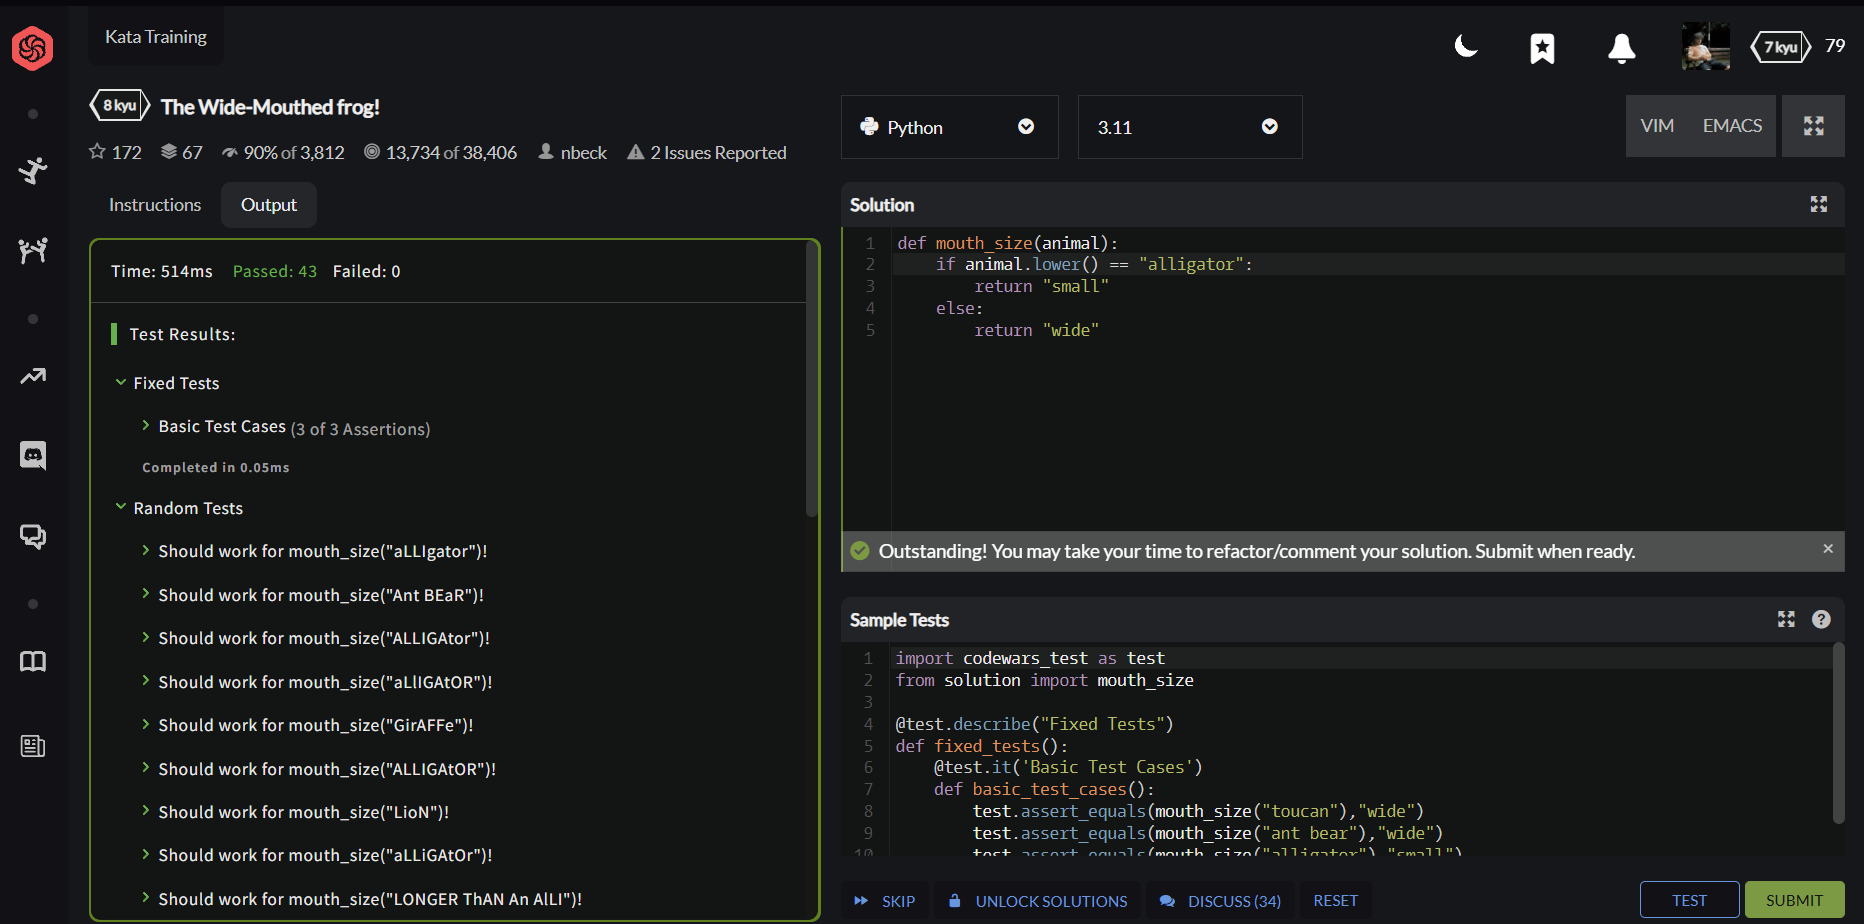 Kata Training
7 kyu 79
8 kyu The Wide-Mouthed frog!
172 67 90% of 3,812 13,734 of 38,406 nbeck 2 Issues Reported
Python
3.11
VIM EMACS
Instructions Output
Time: 514ms Passed: 43 Failed: 0
Test Results:
Fixed Tests
Basic Test Cases (3 of 3 Assertions)
Completed in 0.05ms
Random Tests
Should work for mouth_size("aLLIgator")!
Should work for mouth_size("Ant BEaR")!
Should work for mouth_size("ALLIGAtor")!
Should work for mouth_size("aLlIGAtOR")!
Should work for mouth_size("GirAFFe")!
Should work for mouth_size("ALLIGAtOR")!
Should work for mouth_size("LioN")!
Should work for mouth_size("aLLiGAtOr")!
Should work for mouth_size("LONGER ThAN An AlLI")!
Solution
1 def mouth_size(animal):
2 if animal.lower() == "alligator":
3 return "small"
4 else:
5 return "wide"
Outstanding! You may take your time to refactor/comment your solution. Submit when ready.
Sample Tests
1 import codewars_test as test
2 from solution import mouth_size
3
4 @test.describe("Fixed Tests")
5 def fixed_tests():
6 @test.it('Basic Test Cases')
7 def basic_test_cases():
8 test.assert_equals(mouth_size("toucan"),"wide")
9 test.assert_equals(mouth_size("ant bear"),"wide")
10 test.assert_equals(mouth_size("alligator"),"small")
SKIP UNLOCK SOLUTIONS DISCUSS (34) RESET
TEST SUBMIT